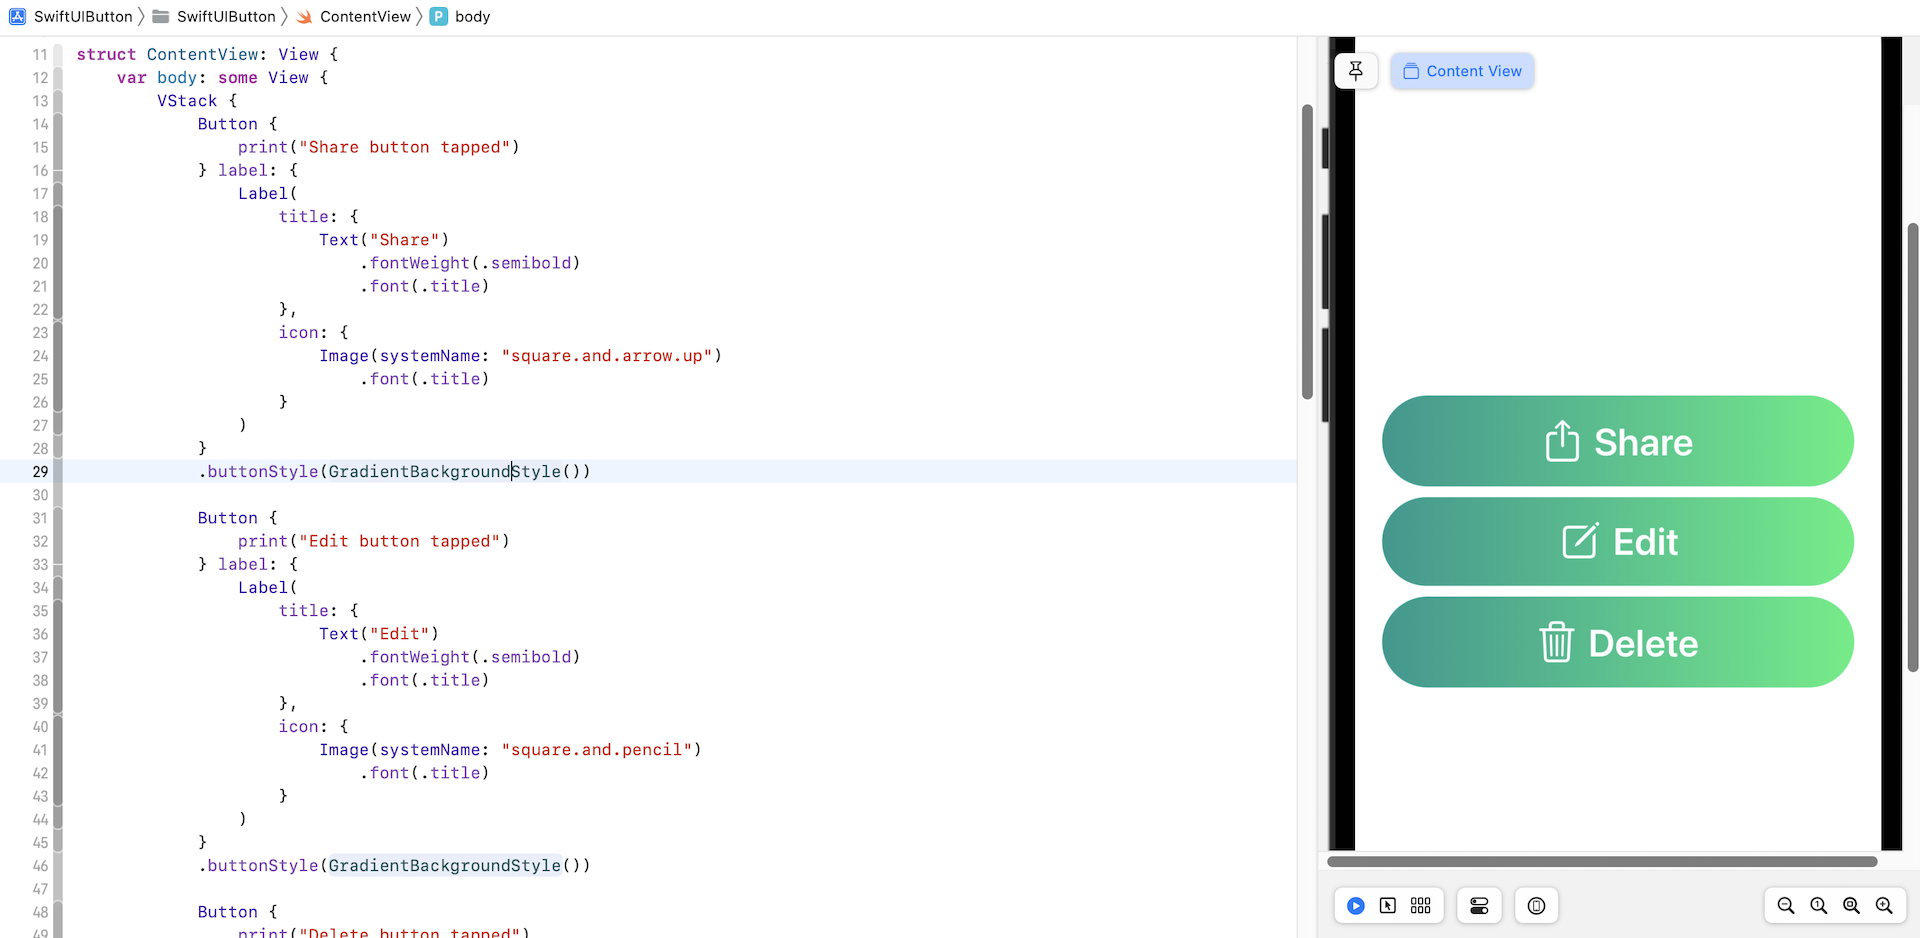 SwiftUIButton SwiftUIButton ContentView P body
11 struct ContentView: View {
12 var body: some View {
13 VStack {
14 Button {
15 print("Share button tapped")
16 } label: {
17 Label(
18 title: {
19 Text("Share")
20 .fontWeight(.semibold)
21 .font(.title)
22 },
23 icon: {
24 Image(systemName: "square.and.arrow.up")
25 .font(.title)
26 }
27 )
28 }
29 .buttonStyle(GradientBackgroundStyle())
30
31 Button {
32 print("Edit button tapped")
33 } label: {
34 Label(
35 title: {
36 Text("Edit")
37 .fontWeight(.semibold)
38 .font(.title)
39 },
40 icon: {
41 Image(systemName: "square.and.pencil")
42 .font(.title)
43 }
44 )
45 }
46 .buttonStyle(GradientBackgroundStyle())
47
48 Button {
49 print("Delete button tapped")
Content View
Share
Edit
Delete